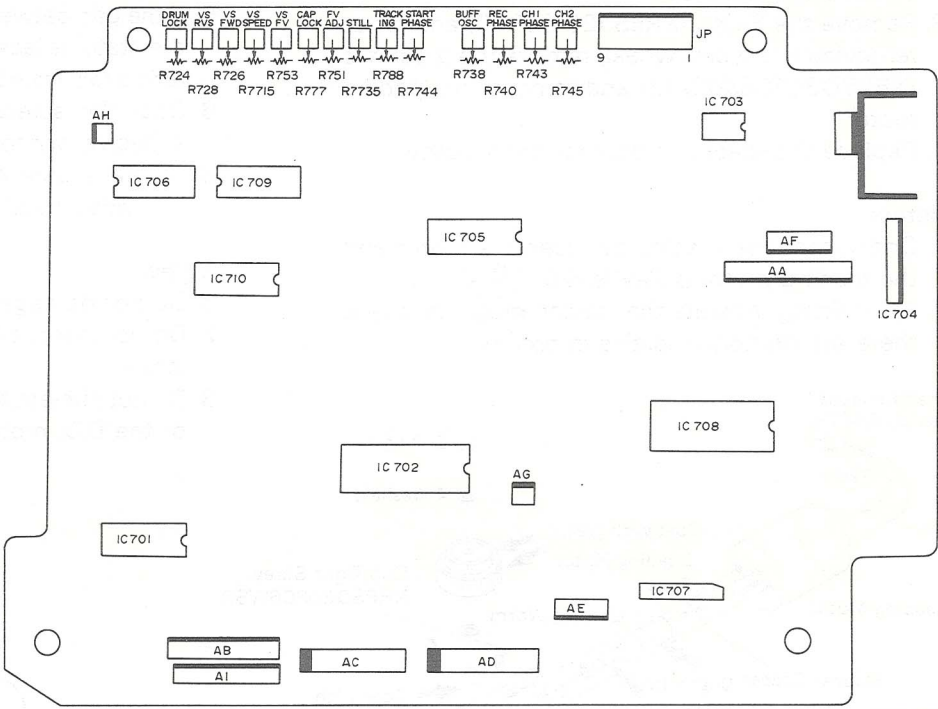 DRUM LOCK
VS RVS
VS FWD
VS SPEED
VS FV
CAP LOCK
FV ADJ
STILL
TRACK ING
START PHASE
BUFF OSC
REC PHASE
CH1 PHASE
CH2 PHASE
JP
9 1
R724 R726 R753 R751 R788 R738 R743
R728 R7715 R777 R7735 R7744 R740 R745
AH
IC 703
IC 706
IC 709
IC 705
AF
IC 710
AA
IC 704
IC 708
IC 702
AG
IC701
IC 707
AE
AB
AC
AD
A1